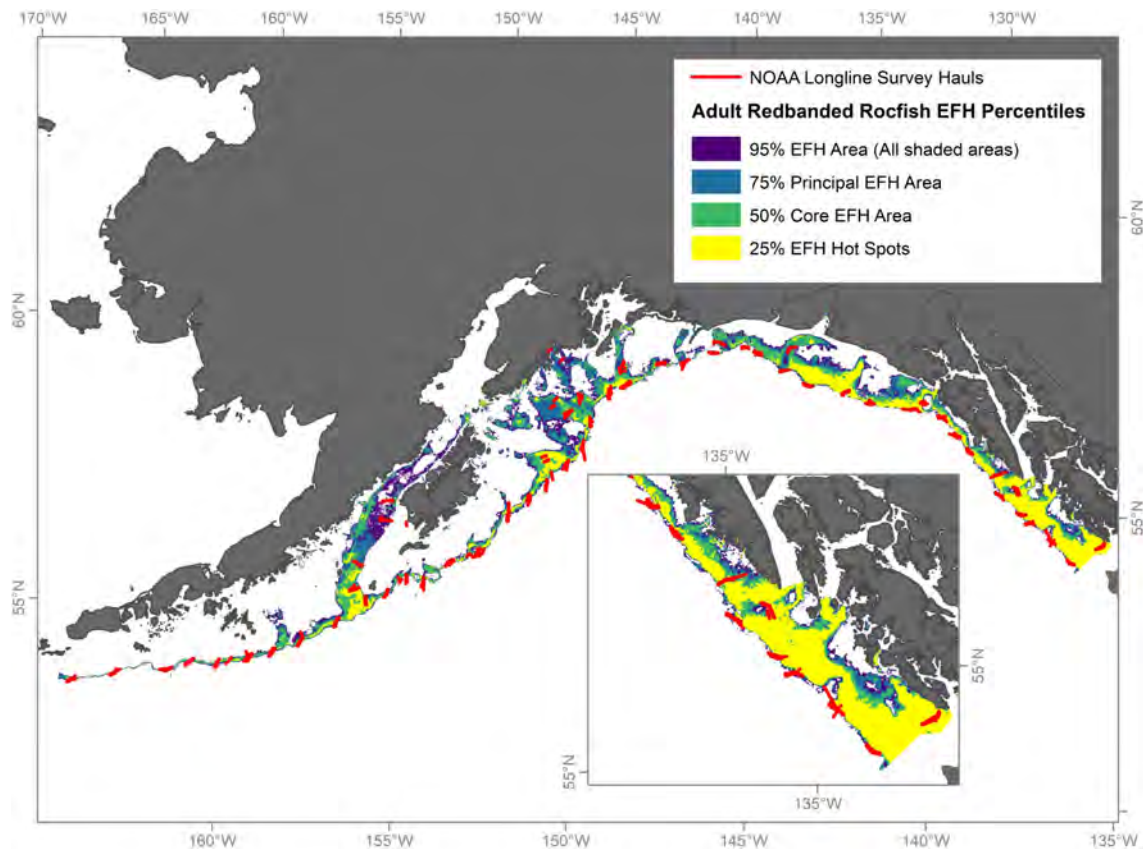 170°W 165°W 160°W 155°W 150°W 145°W 140°W 135°W 130°W
NOAA Longline Survey Hauls
Adult Redbanded Rocfish EFH Percentiles
95% EFH Area (All shaded areas)
75% Principal EFH Area
50% Core EFH Area
25% EFH Hot Spots
60°N
60°N
135°W
55°N
55°N
55°N
55°N
135°W
160°W 155°W 150°W 145°W 140°W 135°W